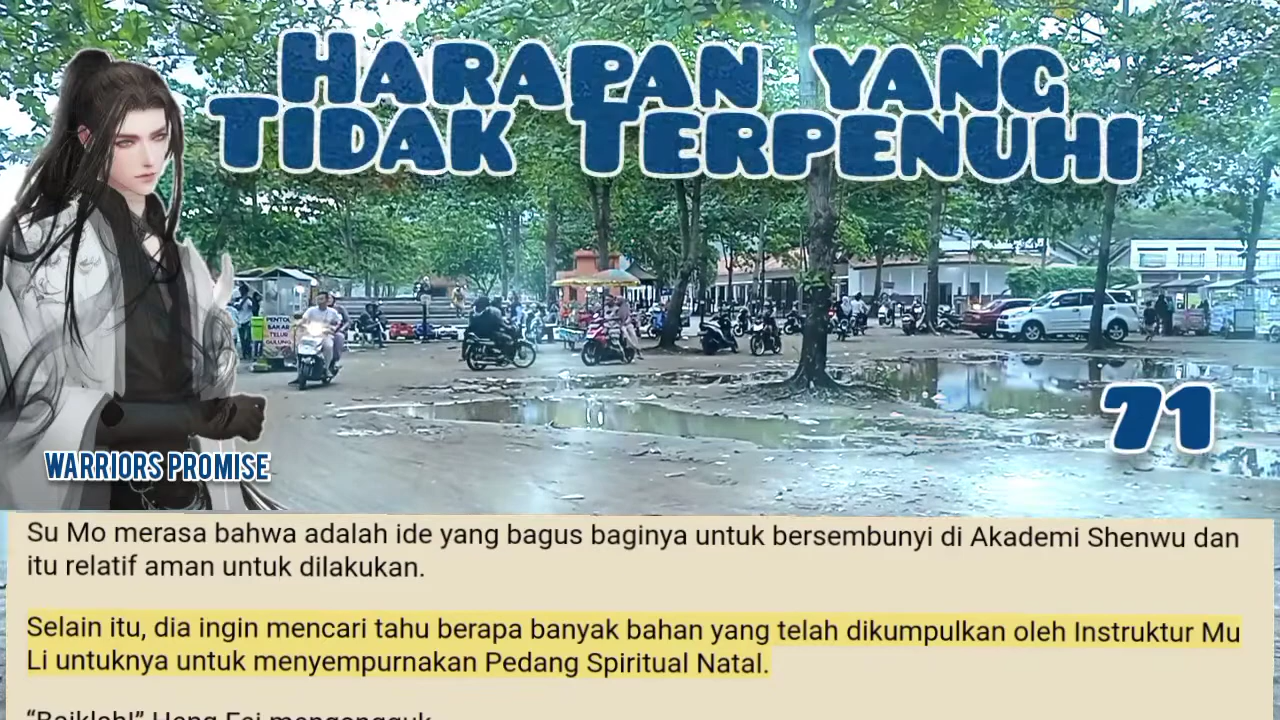 HARAPAN YANG
TIDAK TERPENUHI
PENTOL
BAKAR
TELUR
GULUNG
71
WARRIORS PROMISE
Su Mo merasa bahwa adalah ide yang bagus baginya untuk bersembunyi di Akademi Shenwu dan
itu relatif aman untuk dilakukan.
Selain itu, dia ingin mencari tahu berapa banyak bahan yang telah dikumpulkan oleh Instruktur Mu
Li untuknya untuk menyempurnakan Pedang Spiritual Natal.